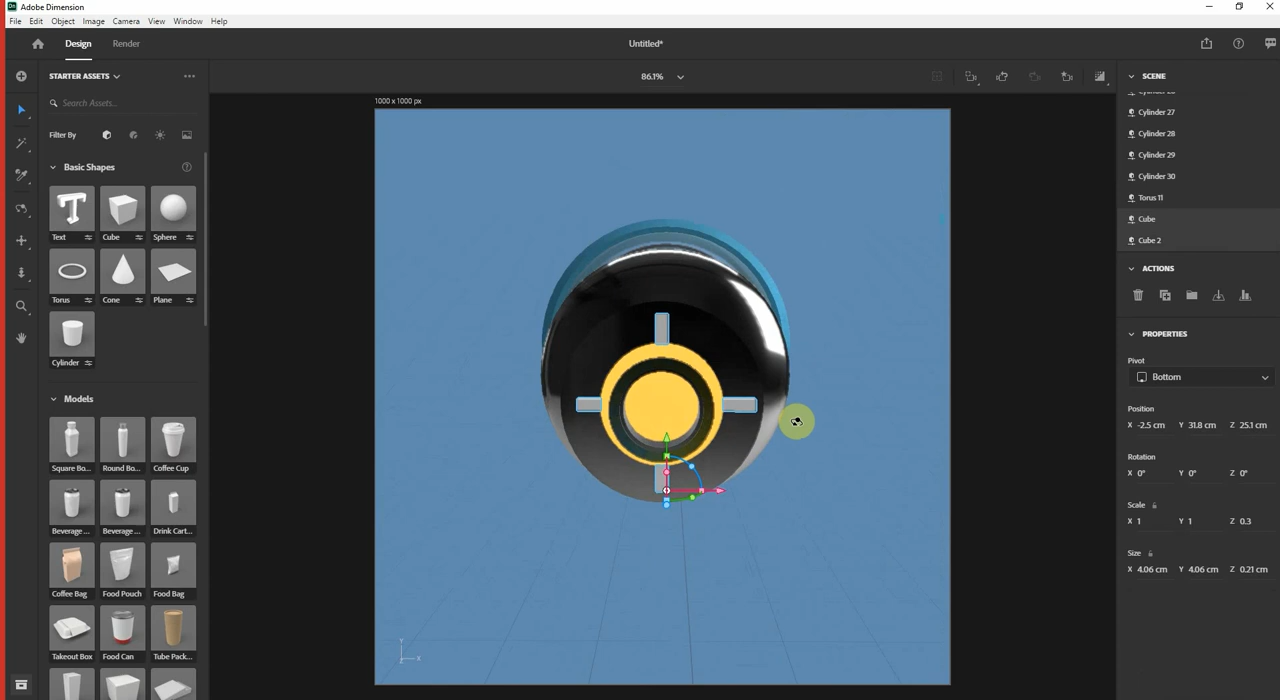 Adobe Dimension
File Edit Object Image Camera View Window Help
Design Render Untitled*
STARTER ASSETS
86.1%
SCENE
1000 x 1000 px
Search Assets...
Cylinder 27
Filter By
Cylinder 28
Cylinder 29
Basic Shapes
Cylinder 30
Torus 11
Cube
Text Cube Sphere
Cube 2
ACTIONS
Torus Cone Plane
PROPERTIES
Pivot
Cylinder
Bottom
Models
Position
X -2.5 cm Y 31.8 cm Z 25.1 cm
Rotation
Square Bo... Round Bo... Coffee Cup
X 0° Y 0° Z 0°
Scale
X 1 Y 1 Z 0.3
Beverage ... Beverage ... Drink Cart...
Size
X 4.06 cm Y 4.06 cm Z 0.21 cm
Coffee Bag Food Pouch Food Bag
Takeout Box Food Can Tube Pack...
Y
X